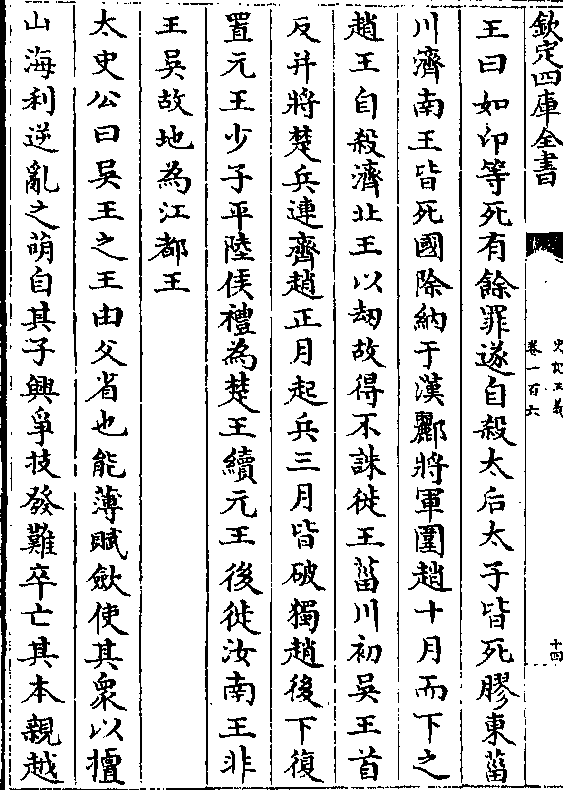 欽定四庫全書
史記正義
卷一百六
十四
王曰如卬等死有餘罪遂自殺太后太子皆死膠東菑
川濟南王皆死國除納于漢酈將軍圍趙十月而下之
趙王自殺濟北王以劫故得不誅徙王菑川初吳王首
反并將楚兵連齊趙正月起兵三月皆破獨趙後下復
置元王少子平陸侯禮為楚王續元王後徙汝南王非
王吳故地為江都王
太史公曰吳王之王由父省也能薄賦斂使其衆以擅
山海利逆亂之萌自其子興爭技發難卒亡其本親越